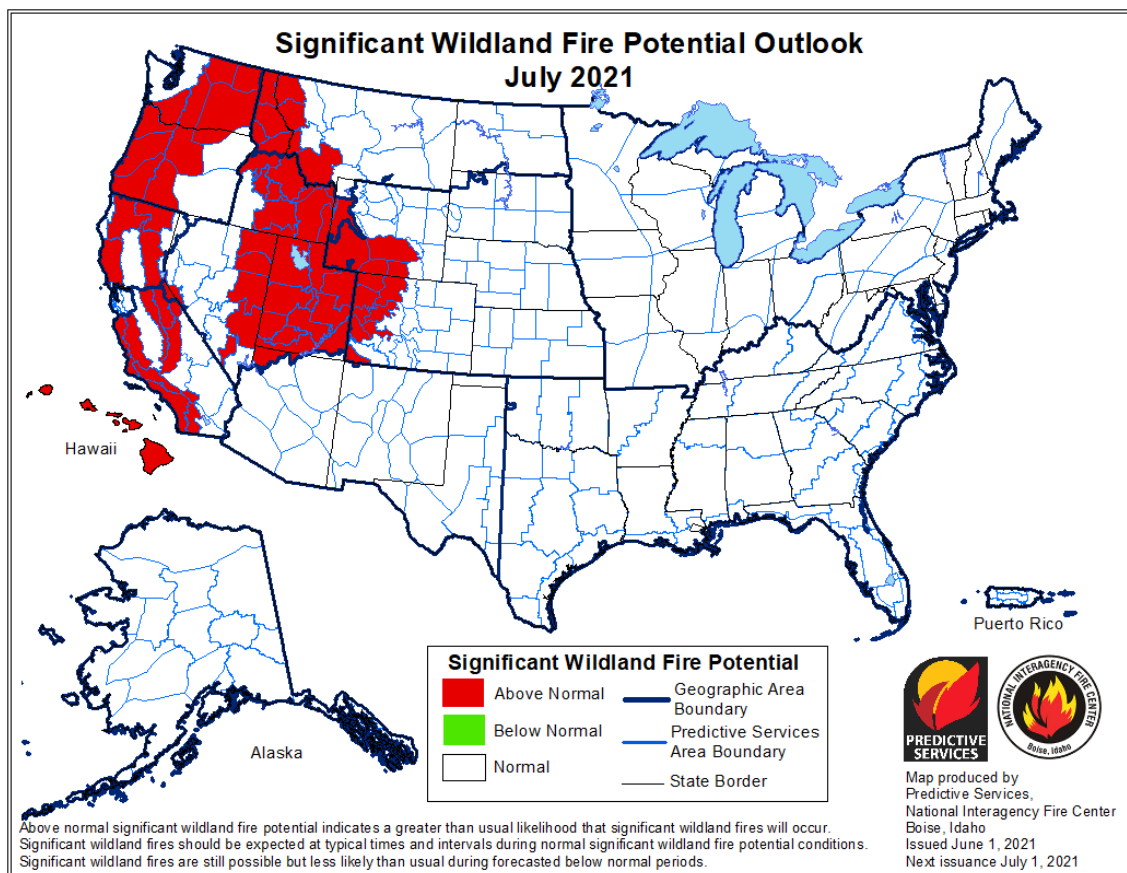 Significant Wildland Fire Potential Outlook
July 2021
Hawaii
Alaska
Puerto Rico
Significant Wildland Fire Potential
Above Normal
Below Normal
Normal
Geographic Area
Boundary
Predictive Services
Area Boundary
State Border
PREDICTIVE
SERVICES
NATIONAL INTERAGENCY FIRE CENTER
Boise, Idaho
Map produced by
Predictive Services,
National Interagency Fire Center
Boise, Idaho
Issued June 1, 2021
Next issuance July 1, 2021
Above normal significant wildland fire potential indicates a greater than usual likelihood that significant wildland fires will occur.
Significant wildland fires should be expected at typical times and intervals during normal significant wildland fire potential conditions.
Significant wildland fires are still possible but less likely than usual during forecasted below normal periods.